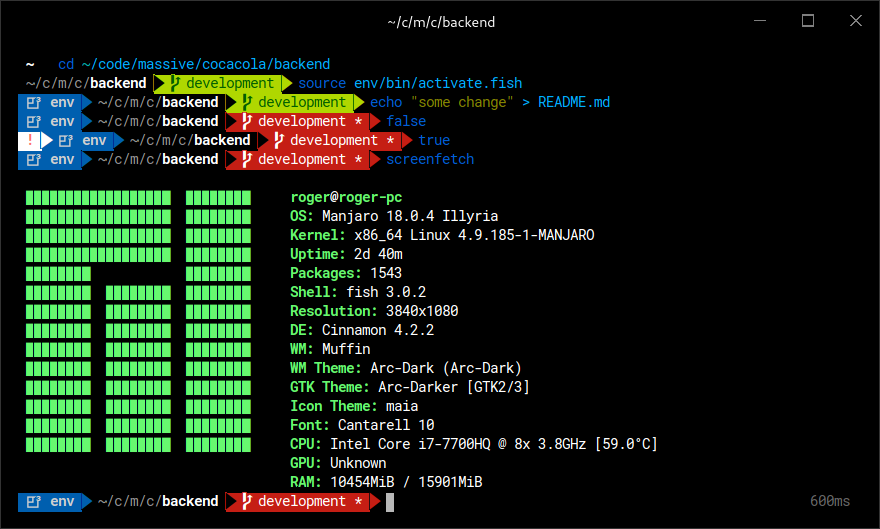 ~/c/m/c/backend
~ cd ~/code/massive/cocacola/backend
~/c/m/c/backend development source env/bin/activate.fish
env ~/c/m/c/backend development echo "some change" > README.md
env ~/c/m/c/backend development * false
! env ~/c/m/c/backend development * true
env ~/c/m/c/backend development * screenfetch
roger@roger-pc
OS: Manjaro 18.0.4 Illyria
Kernel: x86_64 Linux 4.9.185-1-MANJARO
Uptime: 2d 40m
Packages: 1543
Shell: fish 3.0.2
Resolution: 3840x1080
DE: Cinnamon 4.2.2
WM: Muffin
WM Theme: Arc-Dark (Arc-Dark)
GTK Theme: Arc-Darker [GTK2/3]
Icon Theme: maia
Font: Cantarell 10
CPU: Intel Core i7-7700HQ @ 8x 3.8GHz [59.0°C]
GPU: Unknown
RAM: 10454MiB / 15901MiB
env ~/c/m/c/backend development * 600ms